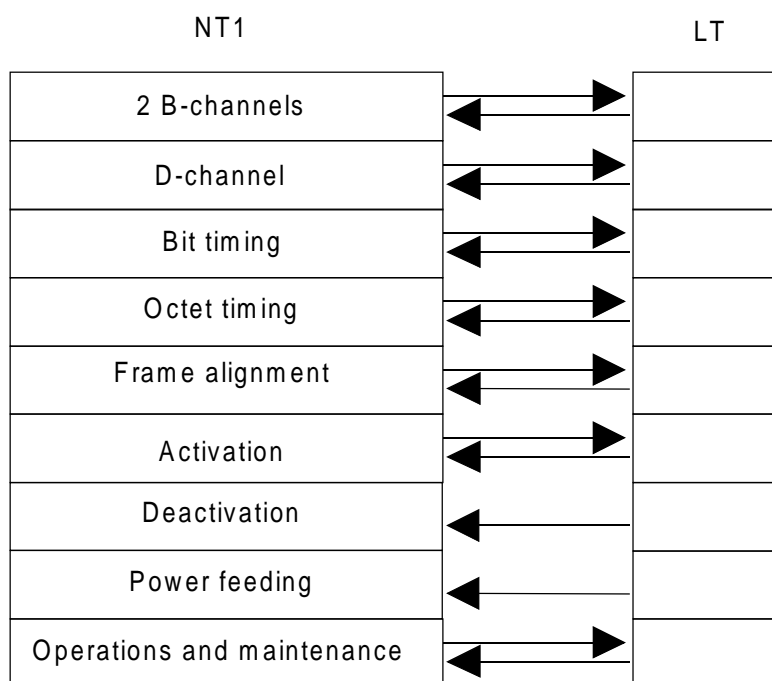 NT1
LT
2 B-channels
D-channel
Bit timing
Octet timing
Frame alignment
Activation
Deactivation
Power feeding
Operations and maintenance